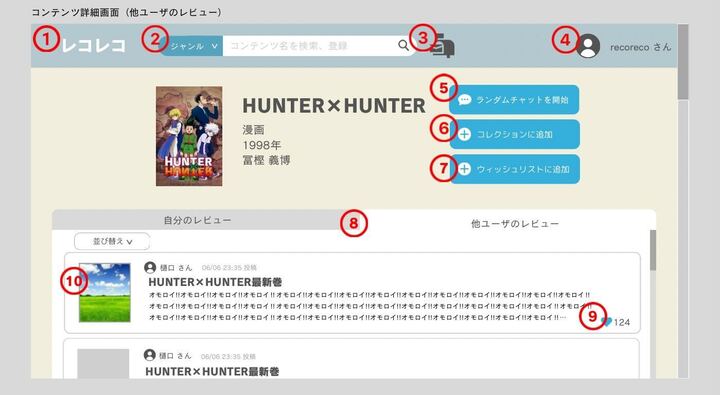 コンテンツ詳細画面（他ユーザのレビュー）
1 レコレコ
2 ジャンル ∨ コンテンツ名を検索、登録
3
4 recoreco さん
HUNTER×HUNTER
漫画
1998年
冨樫 義博
HUNTER
HUNTER
5 ランダムチャットを開始
6 コレクションに追加
7 ウィッシュリストに追加
自分のレビュー
8
他ユーザのレビュー
並び替え ∨
10
樋口 さん 06/06 23:35 投稿
HUNTER×HUNTER最新巻
オモロイ!!オモロイ!!オモロイ!!オモロイ!!オモロイ!!オモロイ!!オモロイ!!オモロイ!!オモロイ!!オモロイ!!オモロイ!!オモロイ!!オモロイ!!オモロイ!!
オモロイ!!オモロイ!!オモロイ!!オモロイ!!オモロイ!!オモロイ!!オモロイ!!オモロイ!!オモロイ!!オモロイ!!オモロイ!!オモロイ!!オモロイ!!オモロイ!!
オモロイ!!オモロイ!!オモロイ!!オモロイ!!オモロイ!!オモロイ!!オモロイ!!オモロイ!!オモロイ!!オモロイ!!オモロイ!!オモロイ!!オモロイ!!…
9 124
樋口 さん 06/06 23:35 投稿
HUNTER×HUNTER最新巻